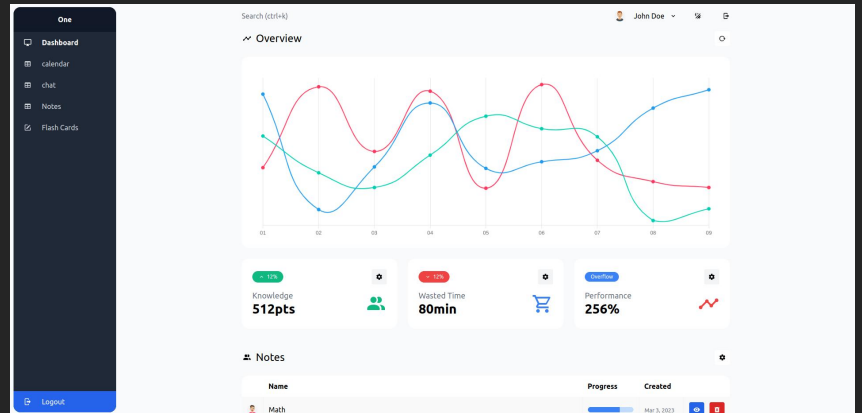 One
Dashboard
calendar
chat
Notes
Flash Cards
Logout
Search (ctrl+k)
John Doe
Overview
01 02 03 04 05 06 07 08 09
12%
Knowledge
512pts
12%
Wasted Time
80min
Overflow
Performance
256%
Notes
Name Progress Created
Math Mar 3, 2023